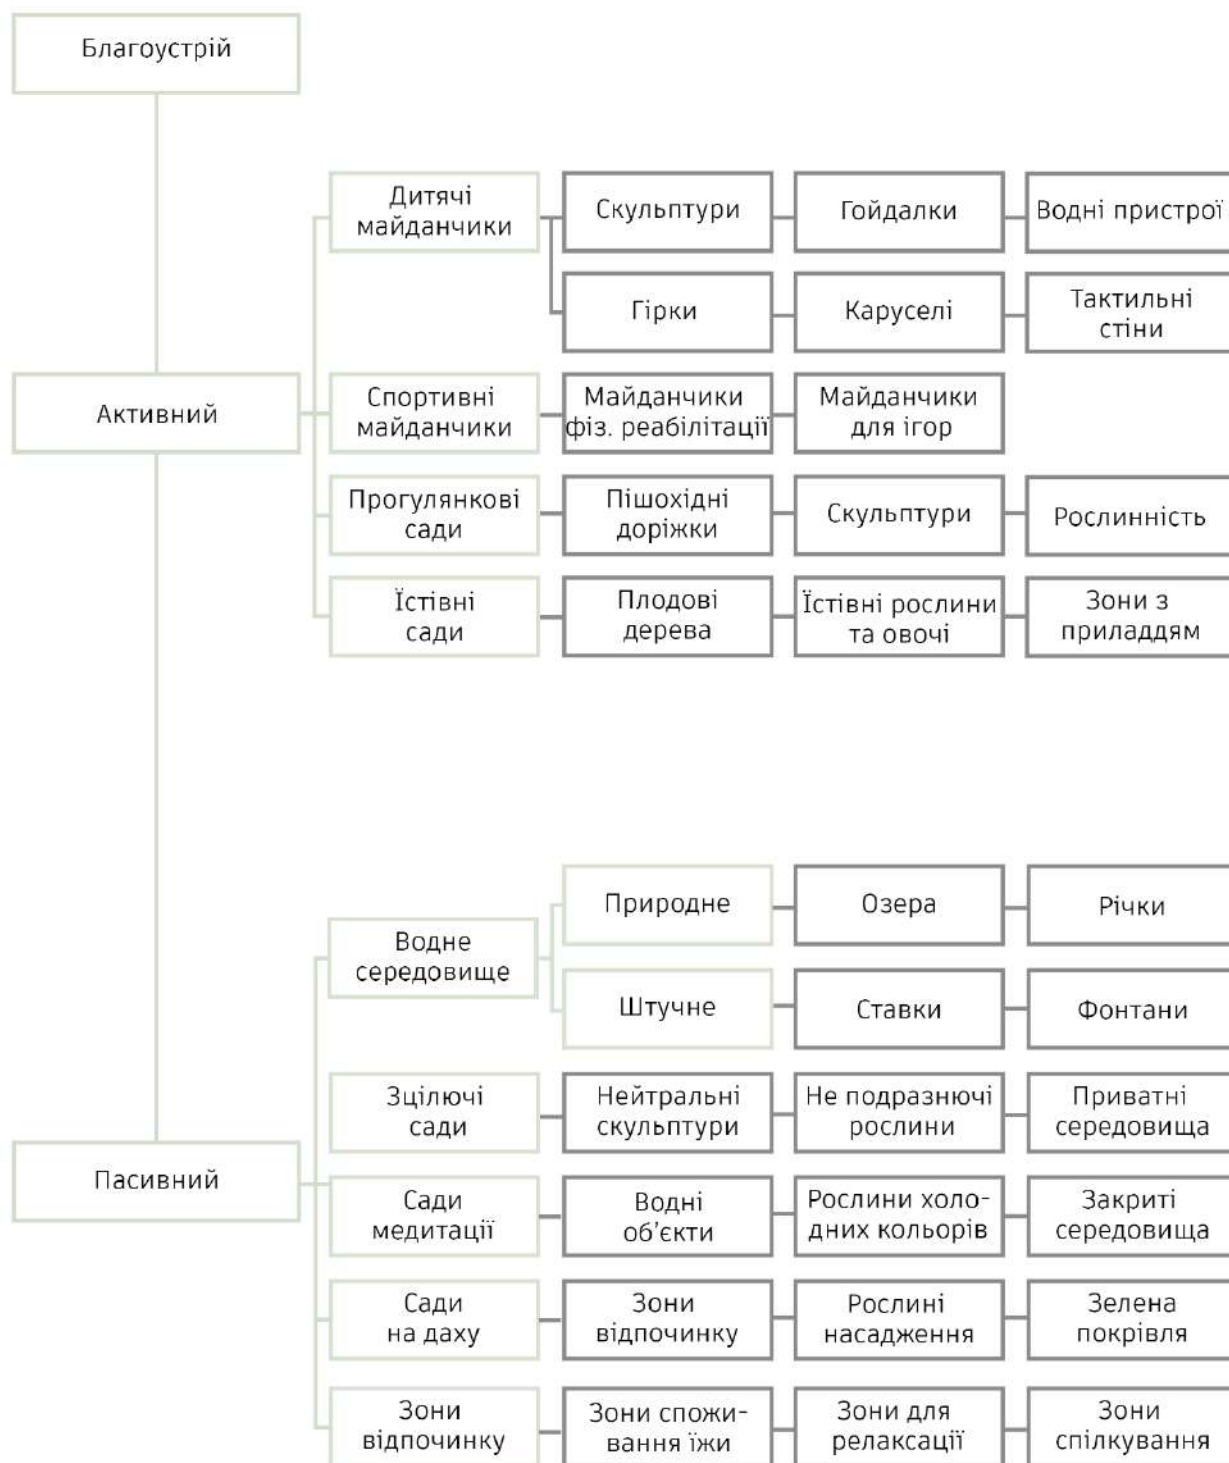 Благоустрій
Дитячі
майданчики
Скульптури
Гойдалки
Водні пристрої
Гірки
Каруселі
Тактильні
стіни
Активний
Спортивні
майданчики
Майданчики
фіз. реабілітації
Майданчики
для ігор
Прогулянкові
сади
Пішохідні
доріжки
Скульптури
Рослинність
Їстівні
сади
Плодові
дерева
Їстівні рослини
та овочі
Зони з
приладдям
Водне
середовище
Природне
Озера
Річки
Штучне
Ставки
Фонтани
Пасивний
Зцілючі
сади
Нейтральні
скульптури
Не подразнючі
рослини
Приватні
середовища
Сади
медитації
Водні
об’єкти
Рослини холо-
дних кольорів
Закриті
середовища
Сади
на даху
Зони
відпочинку
Рослині
насадження
Зелена
покрівля
Зони
відпочинку
Зони спожи-
вання їжи
Зони для
релаксації
Зони
спілкування